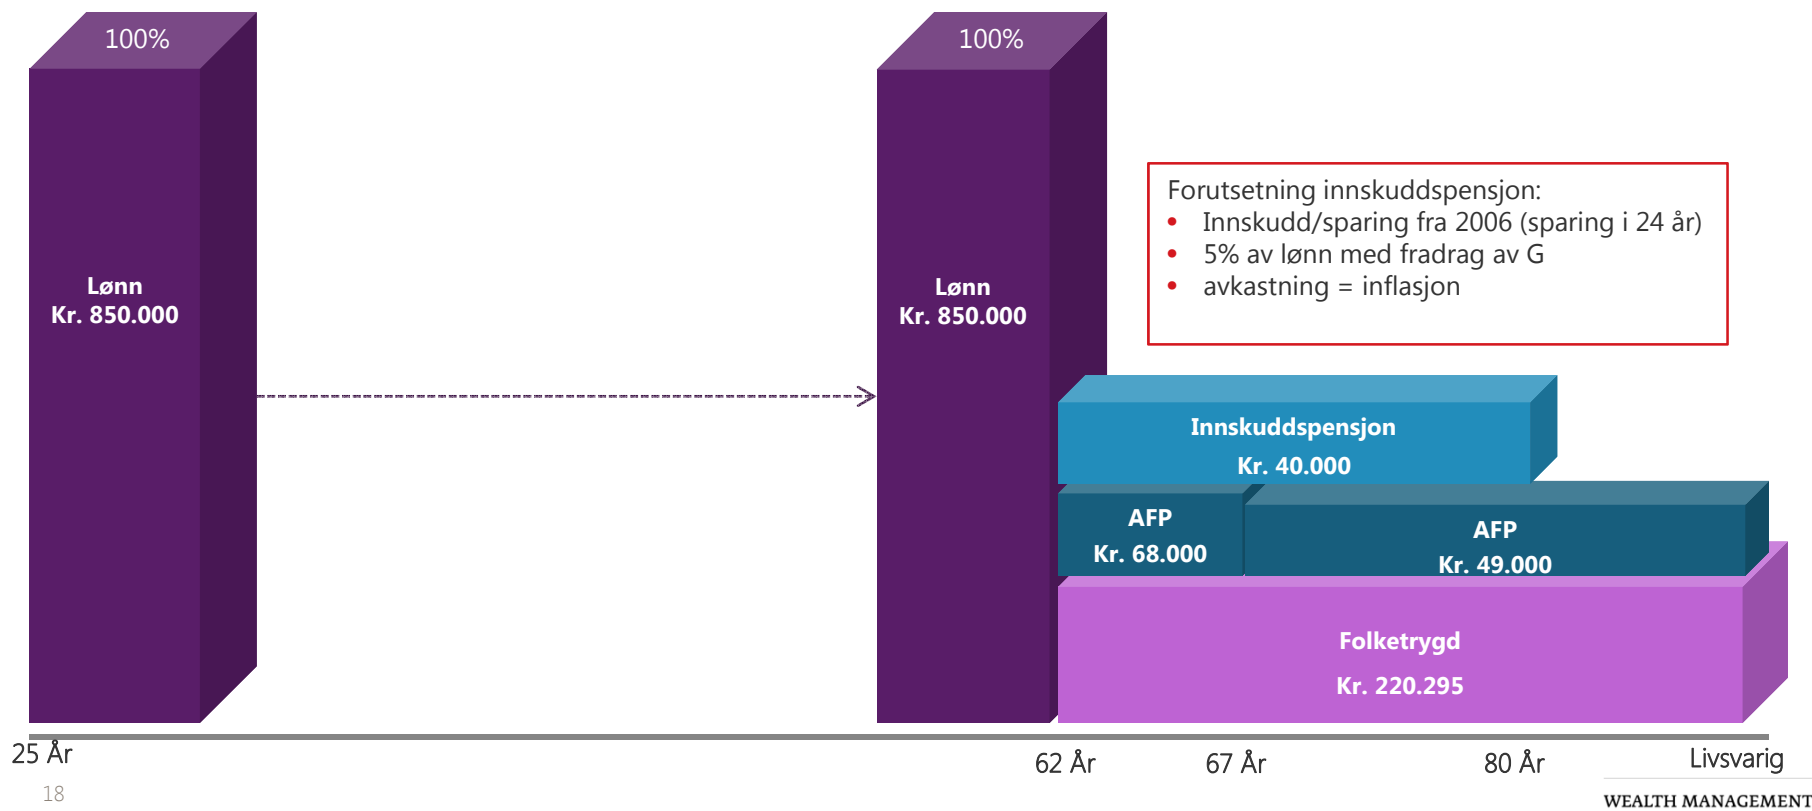 100%
100%
Forutsetning innskuddspensjon:
• Innskudd/sparing fra 2006 (sparing i 24 år)
• 5% av lønn med fradrag av G
• avkastning = inflasjon
Lønn
Kr. 850.000
Lønn
Kr. 850.000
Innskuddspensjon
Kr. 40.000
AFP
Kr. 68.000
AFP
Kr. 49.000
Folketrygd
Kr. 220.295
25 År
62 År
67 År
80 År
Livsvarig
18
WEALTH MANAGEMENT